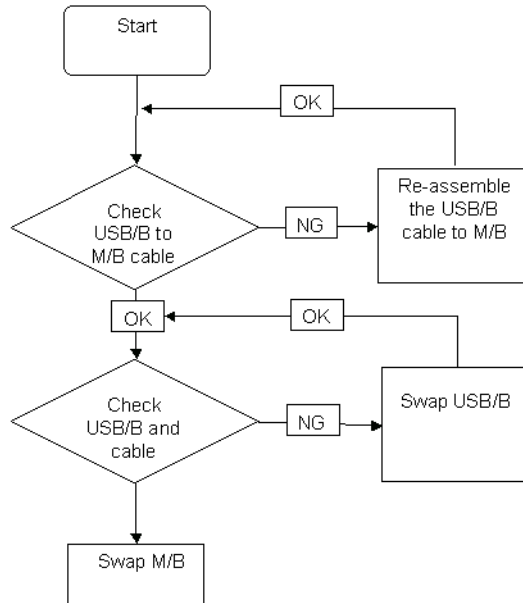 Start
OK
Check
USB/B to
M/B cable
NG
Re-assemble
the USB/B
cable to M/B
OK
OK
Check
USB/B and
cable
NG
Swap USB/B
Swap M/B